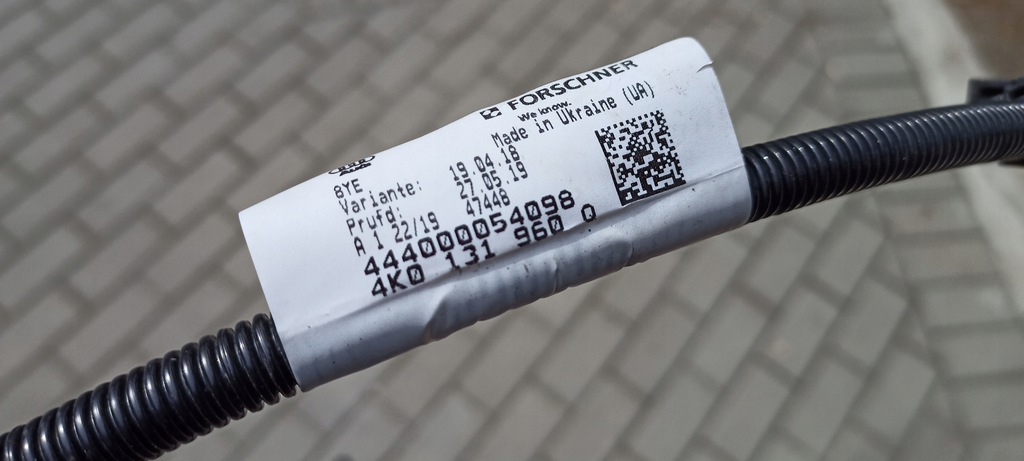 FORSCHNER
We know.
Made in Ukraine (UA)
8YE
Variante: 19.04.18
Prüfd: 27.05.19
A 1 22/19 47448
444000054098
4K0 131 960 Q